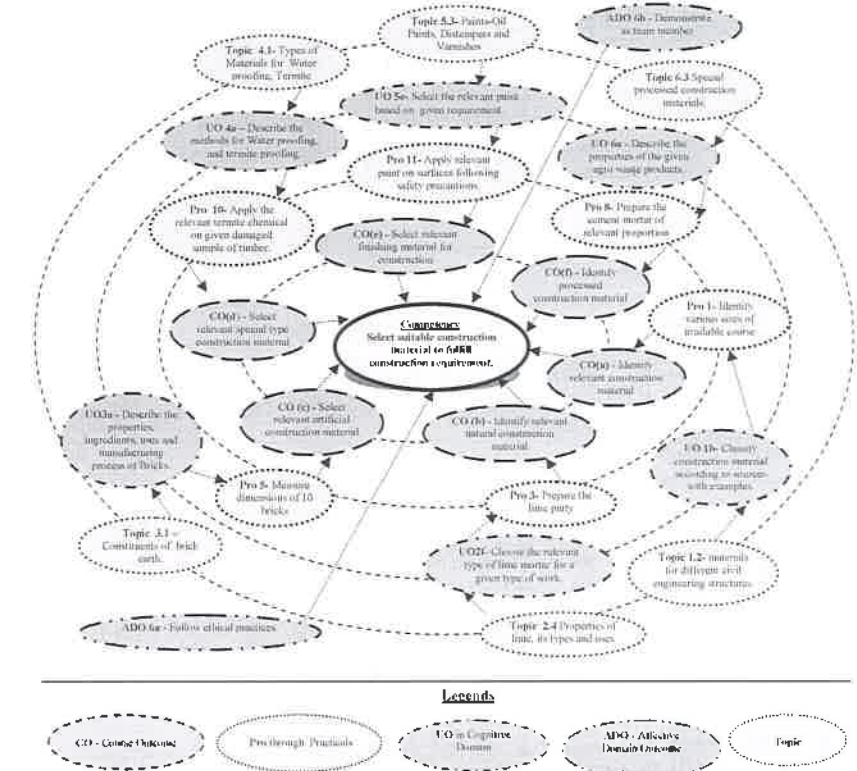 Topic 5.3- Paints-Oil
Paints, Distempers and
Varnishes
ADO 6b - Demonstrate
as team member
Topic 4.1- Types of
Materials for Water
proofing, Termite
Topic 6.3 Special
processed construction
materials.
UO 5e- Select the relevant paint
based on given requirement.
UO 4a – Describe the
methods for Water proofing,
and termite proofing.
UO 6a - Describe the
properties of the given
agro waste products.
Pro 11- Apply relevant
paint on surfaces following
safety precautions.
Pro 10- Apply the
relevant termite chemical
on given damaged
sample of timber.
Pro 8- Prepare the
cement mortar of
relevant proportion
CO(e) - Select relevant
finishing material for
construction
CO(f) - Identify
processed
construction material
CO(d) - Select
relevant special type
construction material
Pro 1- Identify
various sizes of
available course
Competency
Select suitable construction
material to fulfill
construction requirement.
CO(a) - Identify
relevant construction
material
CO (c) - Select
relevant artificial
construction material
CO (b) - Identify relevant
natural construction
material
UO3a - Describe the
properties,
ingredients, uses and
manufacturing
process of Bricks.
UO 1b- Classify
construction material
according to sources
with examples.
Pro 5- Measure
dimensions of 10
bricks
Pro 3- Prepare the
lime party
Topic 3.1 –
Constituents of brick
earth.
UO2f- Choose the relevant
type of lime mortar for a
given type of work.
Topic 1.2- materials
for different civil
engineering structures
ADO 6a - Follow ethical practices
Topic 2.4 Properties of
lime, its types and uses
Legends
CO - Course Outcome
Pro through Practicals
UO in Cognitive
Domain
ADO - Affective
Domain Outcome
Topic